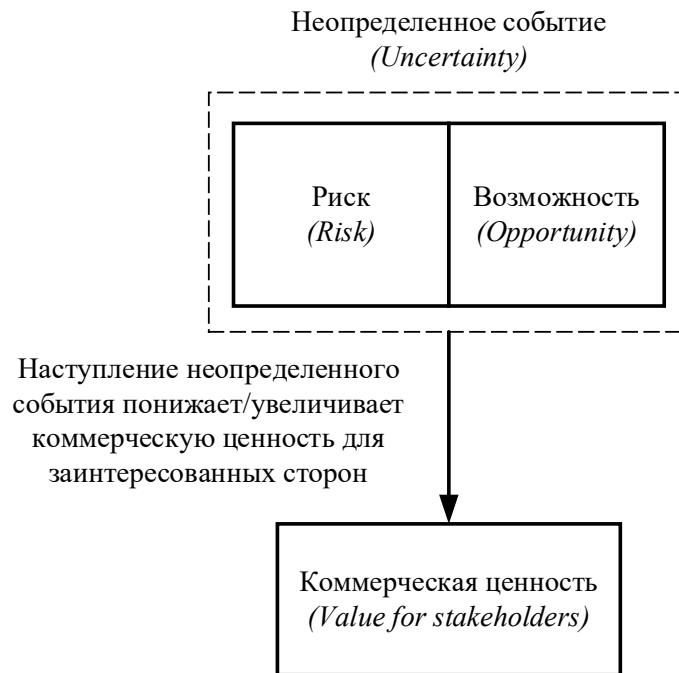 Неопределенное событие
(Uncertainty)
Риск
(Risk)
Возможность
(Opportunity)
Наступление неопределенного
события понижает/увеличивает
коммерческую ценность для
заинтересованных сторон
Коммерческая ценность
(Value for stakeholders)